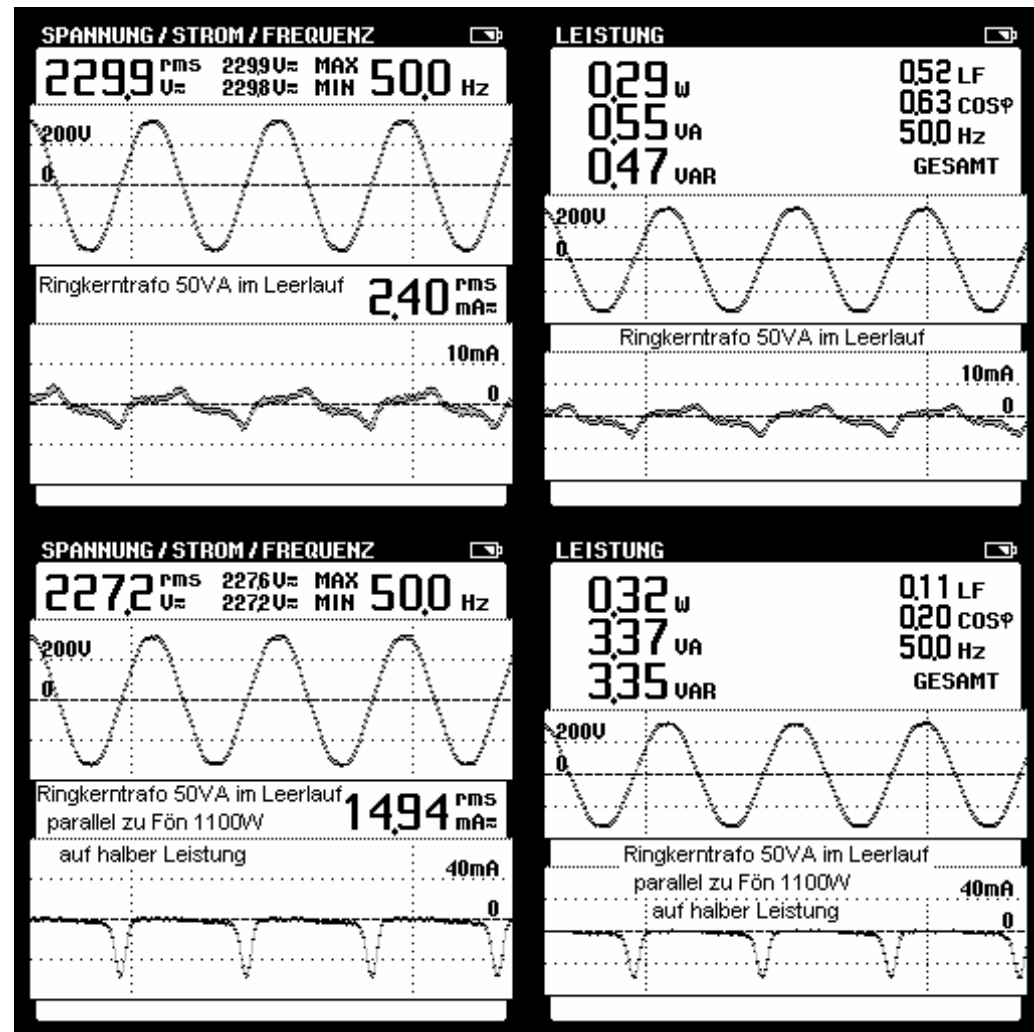 SPANNUNG / STROM / FREQUENZ
229,9 rms V≂ 229,9 V≂ MAX 50,0 Hz
229,8 V≂ MIN
200V
0
Ringkerntrafo 50VA im Leerlauf 2,40 rms mA≂
10mA
0
LEISTUNG
0,29 W 0,52 LF
0,55 VA 0,63 COSφ
0,47 VAR 50,0 Hz
GESAMT
200V
0
Ringkerntrafo 50VA im Leerlauf
10mA
0
SPANNUNG / STROM / FREQUENZ
227,2 rms V≂ 227,6 V≂ MAX 50,0 Hz
227,2 V≂ MIN
200V
0
Ringkerntrafo 50VA im Leerlauf 14,94 rms mA≂
parallel zu Fön 1100W
auf halber Leistung
40mA
0
LEISTUNG
0,32 W 0,11 LF
3,37 VA 0,20 COSφ
3,35 VAR 50,0 Hz
GESAMT
200V
0
Ringkerntrafo 50VA im Leerlauf
parallel zu Fön 1100W
40mA
auf halber Leistung
0